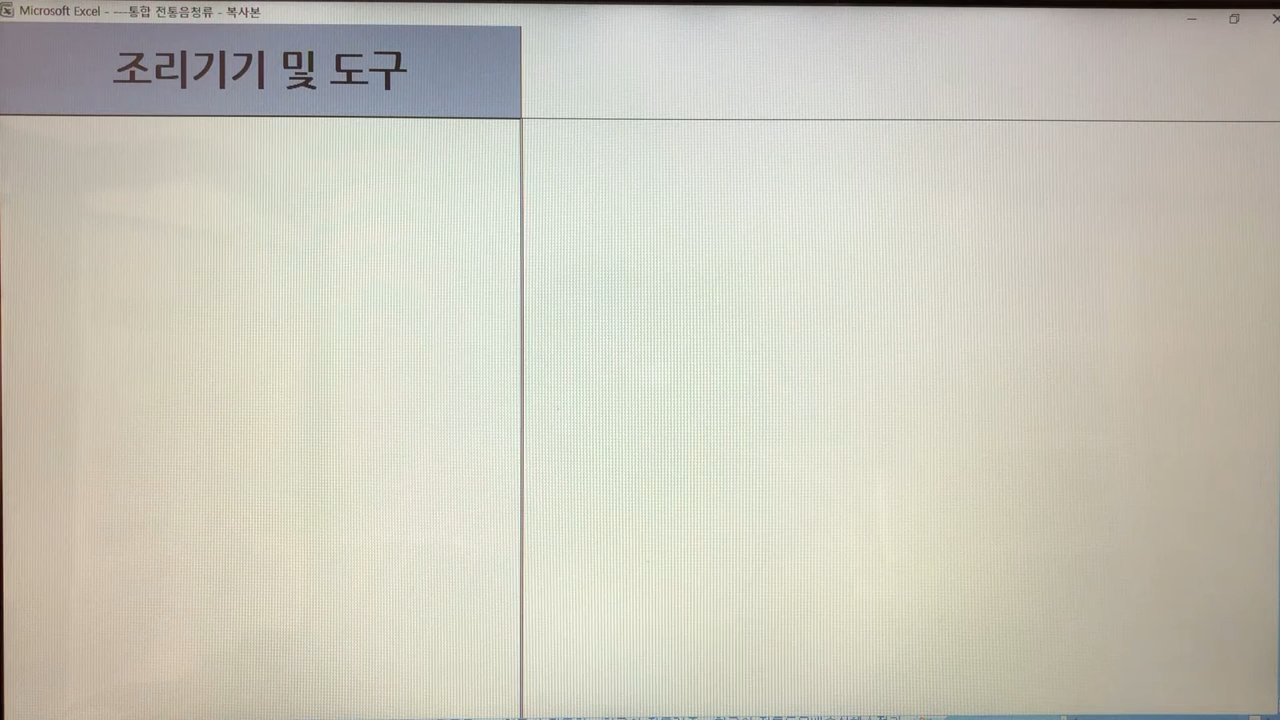 Microsoft Excel - ---통합 전통음청류 - 복사본
조리기기 및 도구